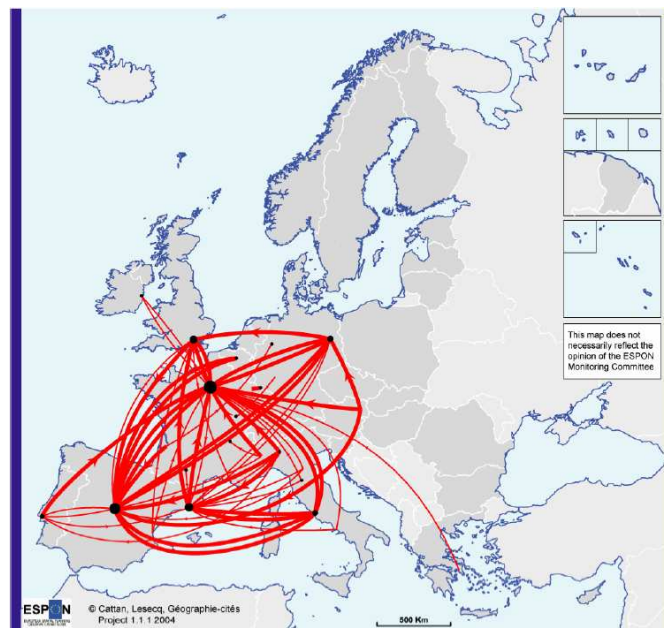 This map does not
necessarily reflect the
opinion of the ESPON
Monitoring Committee
ESPON
© Cattan, Lesecq, Géographie-cités
Project 1.1.1 2004
500 Km